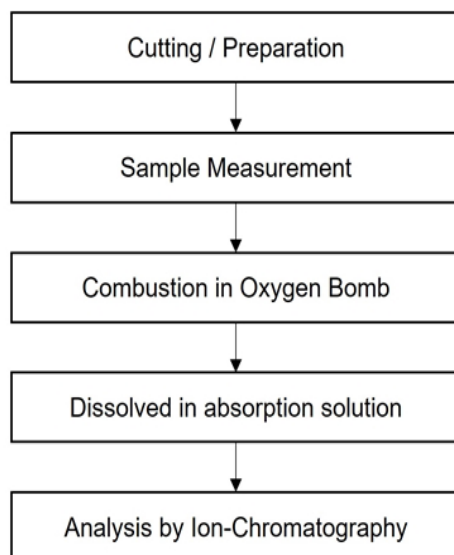 Cutting / Preparation
Sample Measurement
Combustion in Oxygen Bomb
Dissolved in absorption solution
Analysis by Ion-Chromatography